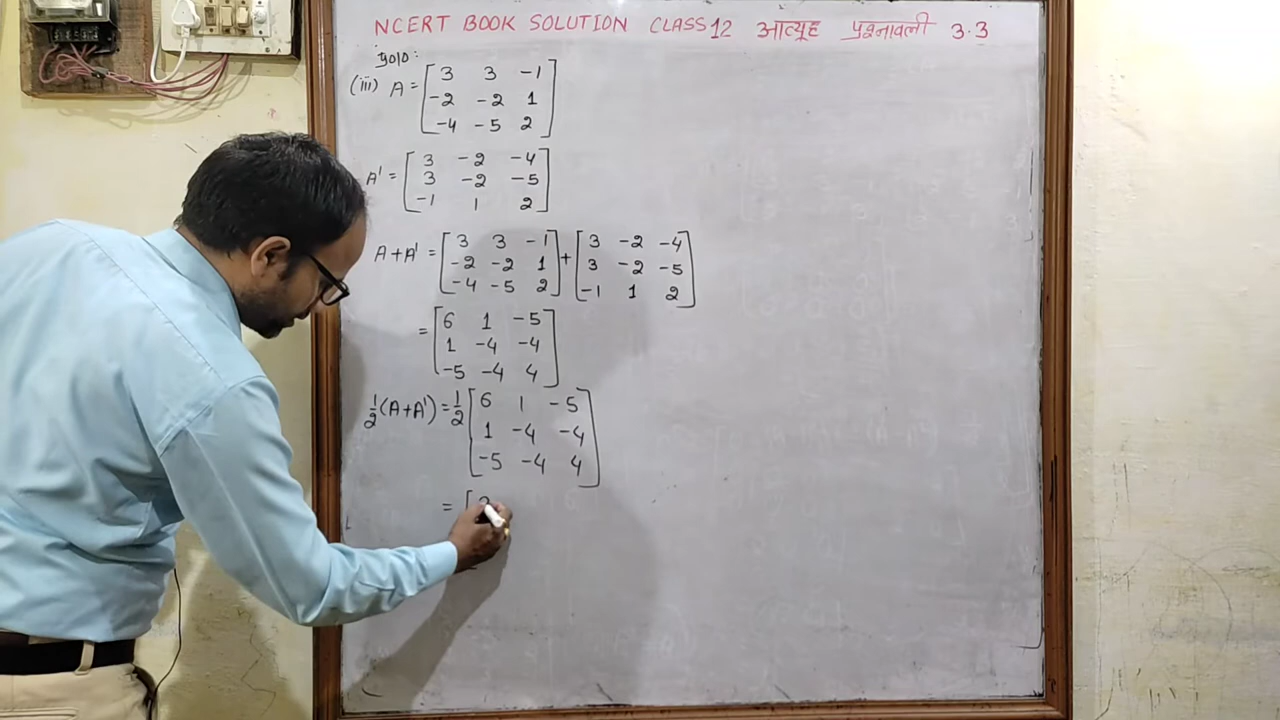 NCERT BOOK SOLUTION CLASS 12 आव्यूह प्रश्नावली 3.3
(iii) A = [3 3 -1
-2 -2 1
-4 -5 2]
A' = [3 -2 -4
3 -2 -5
-1 1 2]
A+A' = [3 3 -1 + [3 -2 -4
-2 -2 1 3 -2 -5
-4 -5 2] -1 1 2]
= [6 1 -5
1 -4 -4
-5 -4 4]
1/2(A+A') = 1/2 [6 1 -5
1 -4 -4
-5 -4 4]
= [3